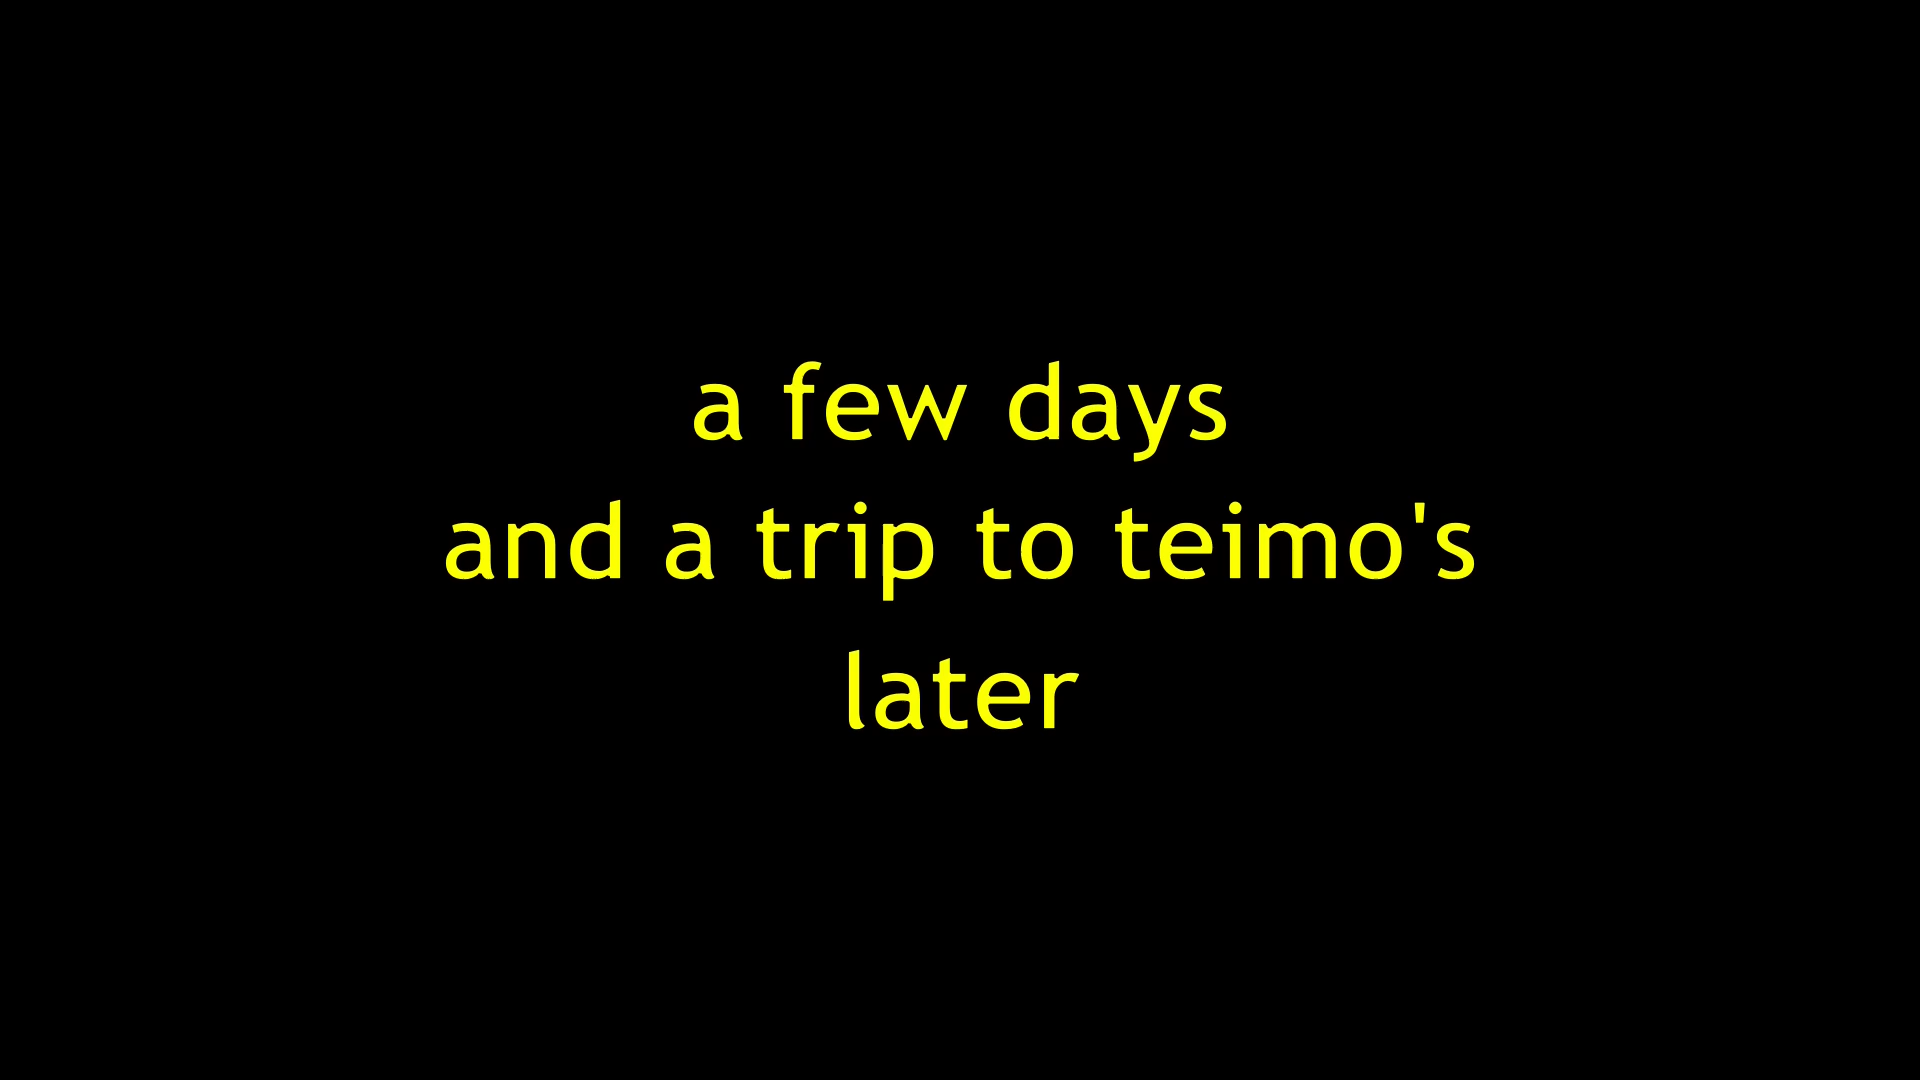 a few days
and a trip to teimo's
later